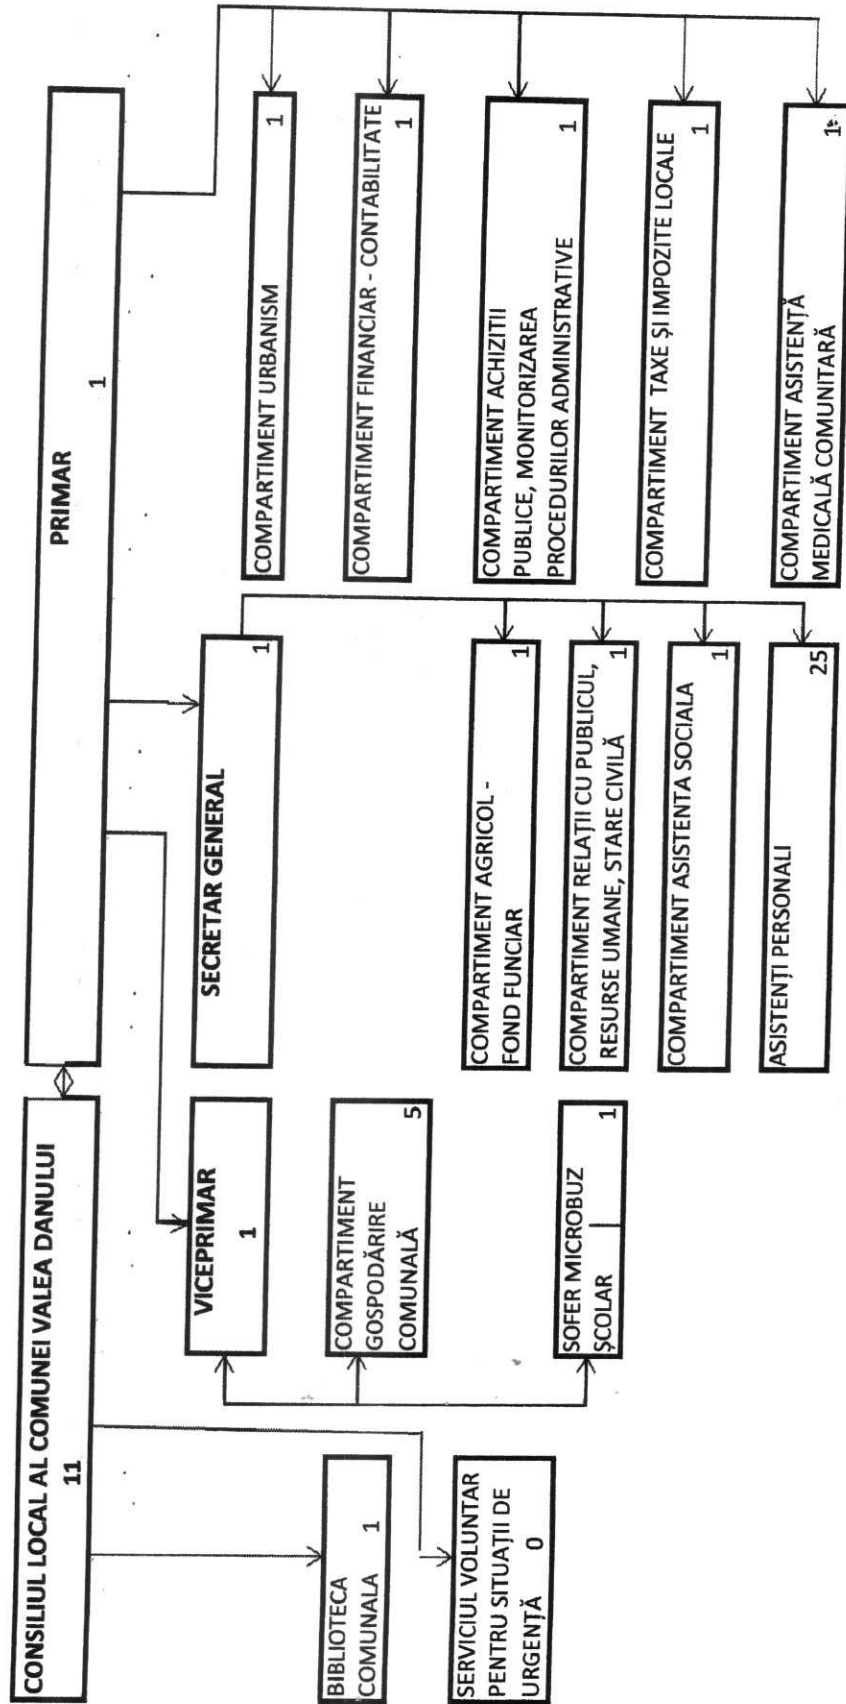 CONSILIUL LOCAL AL COMUNEI VALEA DANULUI
11
PRIMAR
1
VICEPRIMAR
1
SECRETAR GENERAL
1
COMPARTIMENT URBANISM
1
COMPARTIMENT FINANCIAR - CONTABILITATE
1
COMPARTIMENT ACHIZITII
PUBLICE, MONITORIZAREA
PROCEDURILOR ADMINISTRATIVE 1
COMPARTIMENT TAXE ȘI IMPOZITE LOCALE
1
COMPARTIMENT ASISTENȚĂ
MEDICALĂ COMUNITARĂ 1
BIBLIOTECA
COMUNALA 1
SERVICIUL VOLUNTAR
PENTRU SITUAȚII DE
URGENȚĂ 0
COMPARTIMENT
GOSPODĂRIRE
COMUNALĂ 5
SOFER MICROBUZ
ȘCOLAR 1
COMPARTIMENT AGRICOL -
FOND FUNCIAR 1
COMPARTIMENT RELAȚII CU PUBLICUL,
RESURSE UMANE, STARE CIVILĂ 1
COMPARTIMENT ASISTENTA SOCIALA
1
ASISTENȚI PERSONALI
25